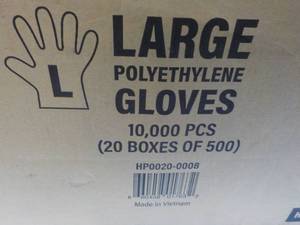 L
LARGE
POLYETHYLENE
GLOVES
10,000 PCS
(20 BOXES OF 500)
HP0020-0008
Made in Vietnam